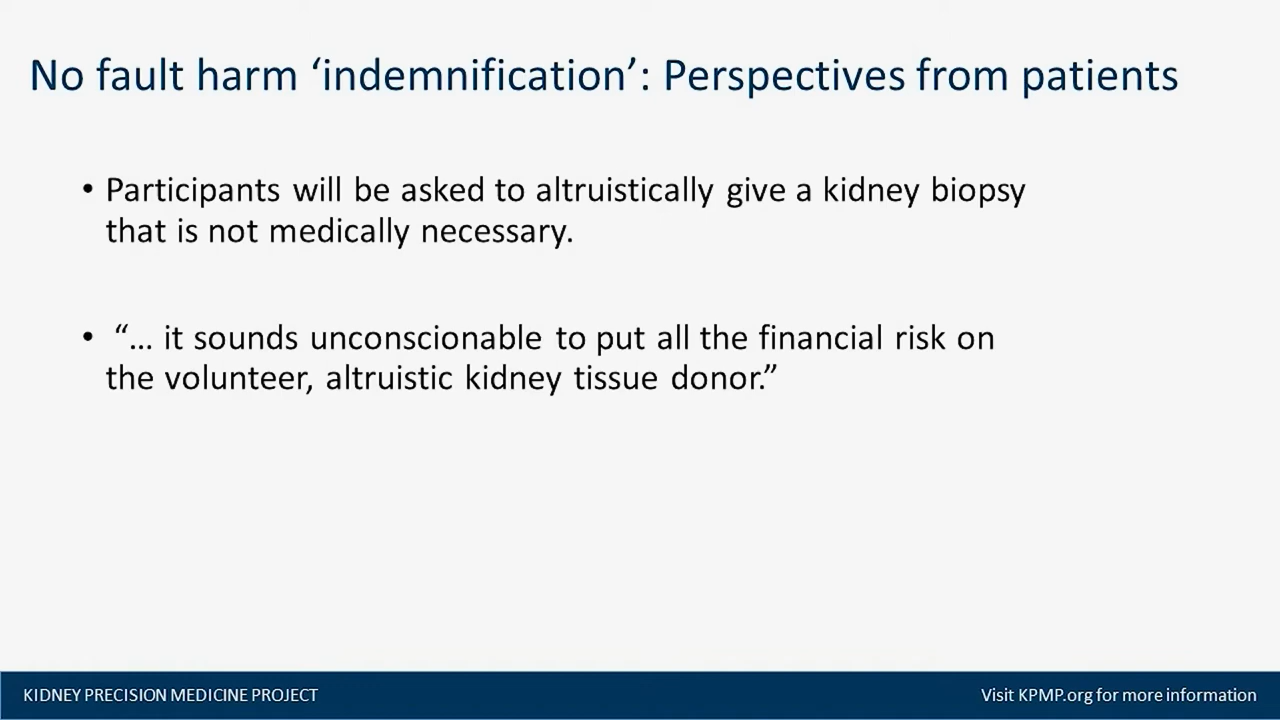 No fault harm ‘indemnification’: Perspectives from patients
• Participants will be asked to altruistically give a kidney biopsy
that is not medically necessary.
• “… it sounds unconscionable to put all the financial risk on
the volunteer, altruistic kidney tissue donor.”
KIDNEY PRECISION MEDICINE PROJECT
Visit KPMP.org for more information